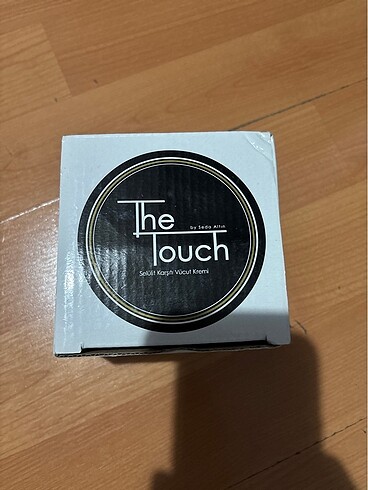 The
by Seda Altın
Touch
Selülit Karşıtı Vücut Kremi